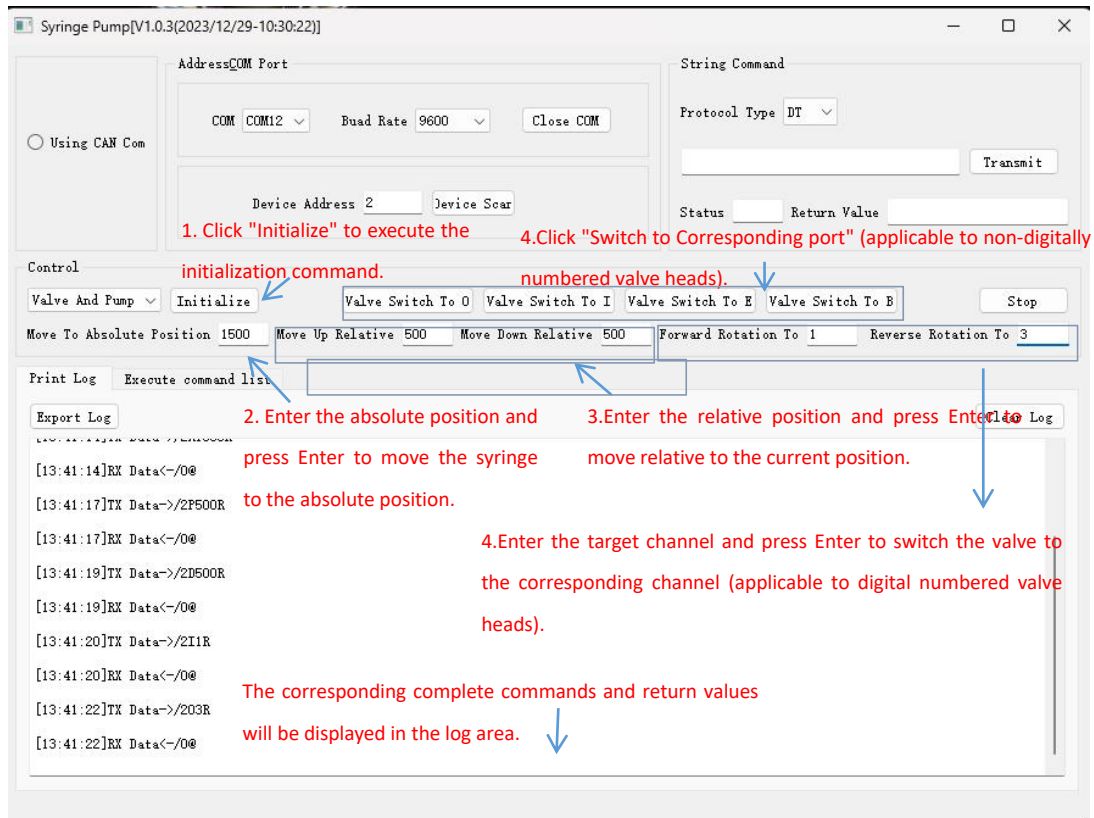 Syringe Pump[V1.0.3(2023/12/29-10:30:22)]
AddressCOM Port
String Command
Using CAN Com
COM COM12 Buad Rate 9600 Close COM
Protocol Type DT
Transmit
Device Address 2 Device Scar
Status Return Value
1. Click "Initialize" to execute the
initialization command.
4.Click "Switch to Corresponding port" (applicable to non-digitally
numbered valve heads).
Control
Valve And Pump Initialize Valve Switch To O Valve Switch To I Valve Switch To E Valve Switch To B Stop
Move To Absolute Position 1500 Move Up Relative 500 Move Down Relative 500 Forward Rotation To 1 Reverse Rotation To 3
Print Log Execute command list
Export Log Clear Log
2. Enter the absolute position and
press Enter to move the syringe
to the absolute position.
3.Enter the relative position and press Enter to
move relative to the current position.
[13:41:14]RX Data<-/0@
[13:41:17]TX Data->/2P500R
[13:41:17]RX Data<-/0@
[13:41:19]TX Data->/2D500R
[13:41:19]RX Data<-/0@
[13:41:20]TX Data->/2I1R
[13:41:20]RX Data<-/0@
[13:41:22]TX Data->/2O3R
[13:41:22]RX Data<-/0@
4.Enter the target channel and press Enter to switch the valve to
the corresponding channel (applicable to digital numbered valve
heads).
The corresponding complete commands and return values
will be displayed in the log area.